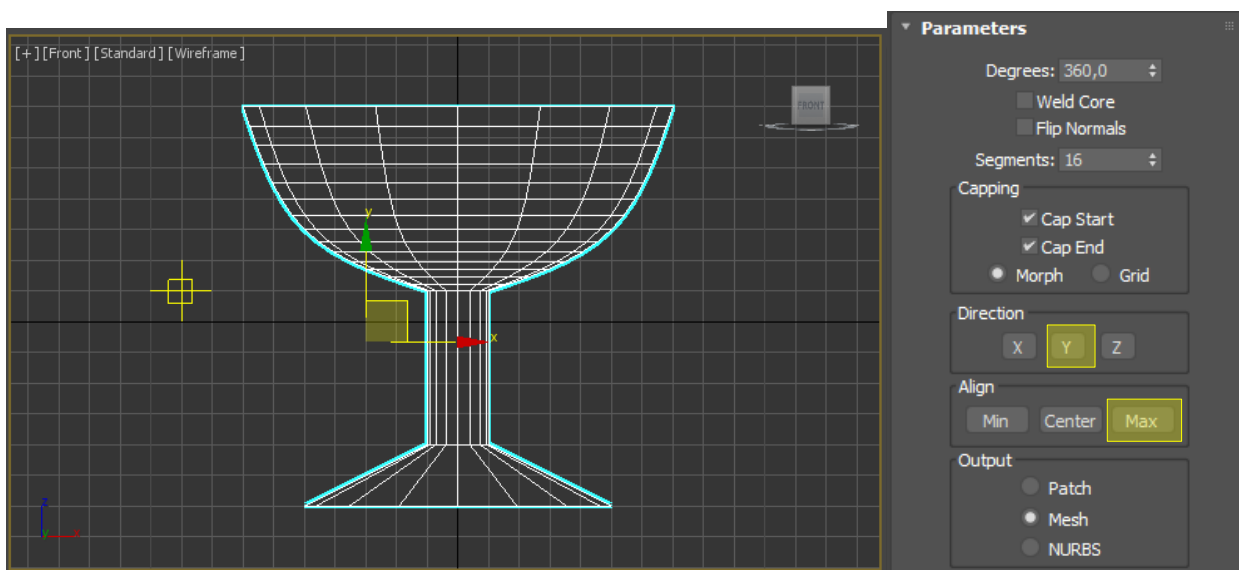 [+] [Front] [Standard] [Wireframe]
FRONT
y
x
z
y
x
Parameters
Degrees: 360,0
Weld Core
Flip Normals
Segments: 16
Capping
Cap Start
Cap End
Morph Grid
Direction
X Y Z
Align
Min Center Max
Output
Patch
Mesh
NURBS